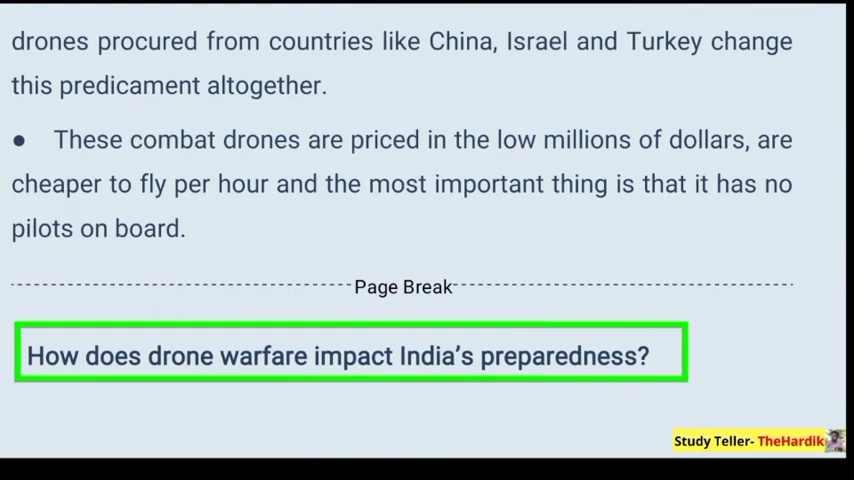 drones procured from countries like China, Israel and Turkey change
this predicament altogether.
● These combat drones are priced in the low millions of dollars, are
cheaper to fly per hour and the most important thing is that it has no
pilots on board.
Page Break
How does drone warfare impact India’s preparedness?
Study Teller- TheHardik